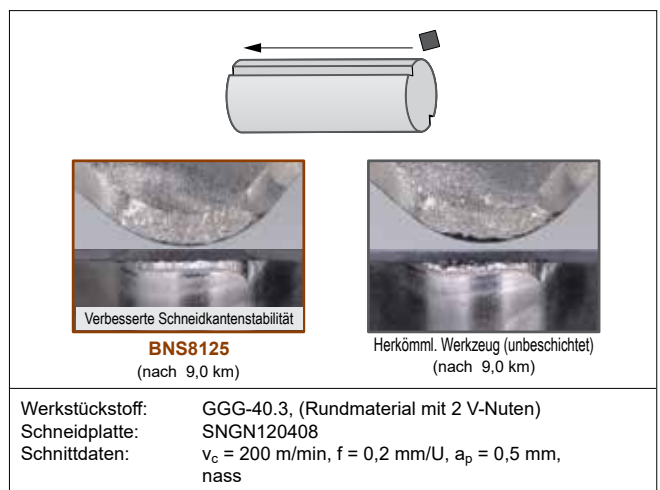 Verbesserte Schneidkantenstabilität
BNS8125
(nach 9,0 km)
Herkömml. Werkzeug (unbeschichtet)
(nach 9,0 km)
Werkstückstoff: GGG-40.3, (Rundmaterial mit 2 V-Nuten)
Schneidplatte: SNGN120408
Schnittdaten: vc = 200 m/min, f = 0,2 mm/U, ap = 0,5 mm,
nass